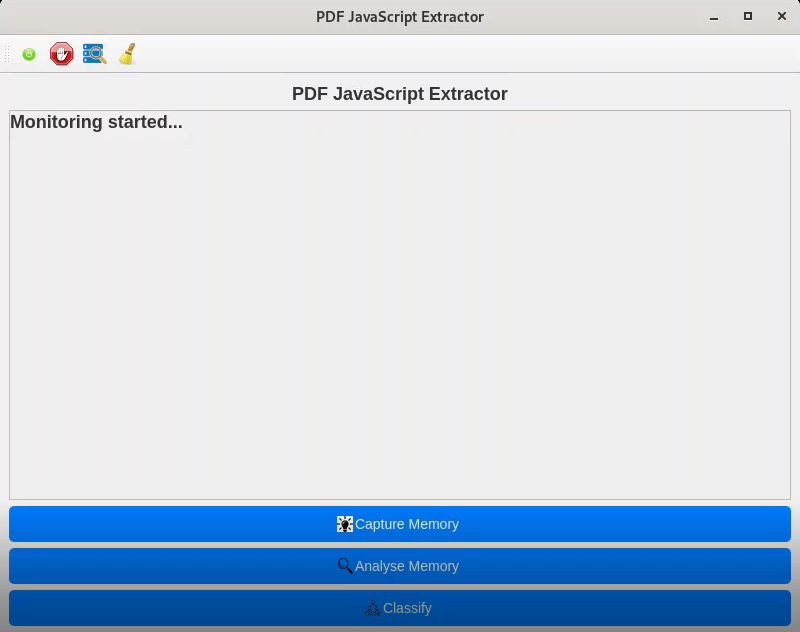 PDF JavaScript Extractor
PDF JavaScript Extractor
Monitoring started...
Capture Memory
Analyse Memory
Classify